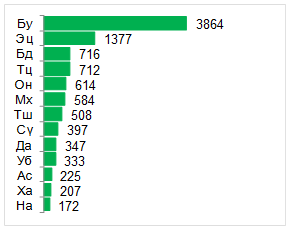 Бу 3864
Эц 1377
Бд 716
Тц 712
Он 614
Мх 584
Тш 508
Сү 397
Да 347
Уб 333
Ас 225
Ха 207
На 172